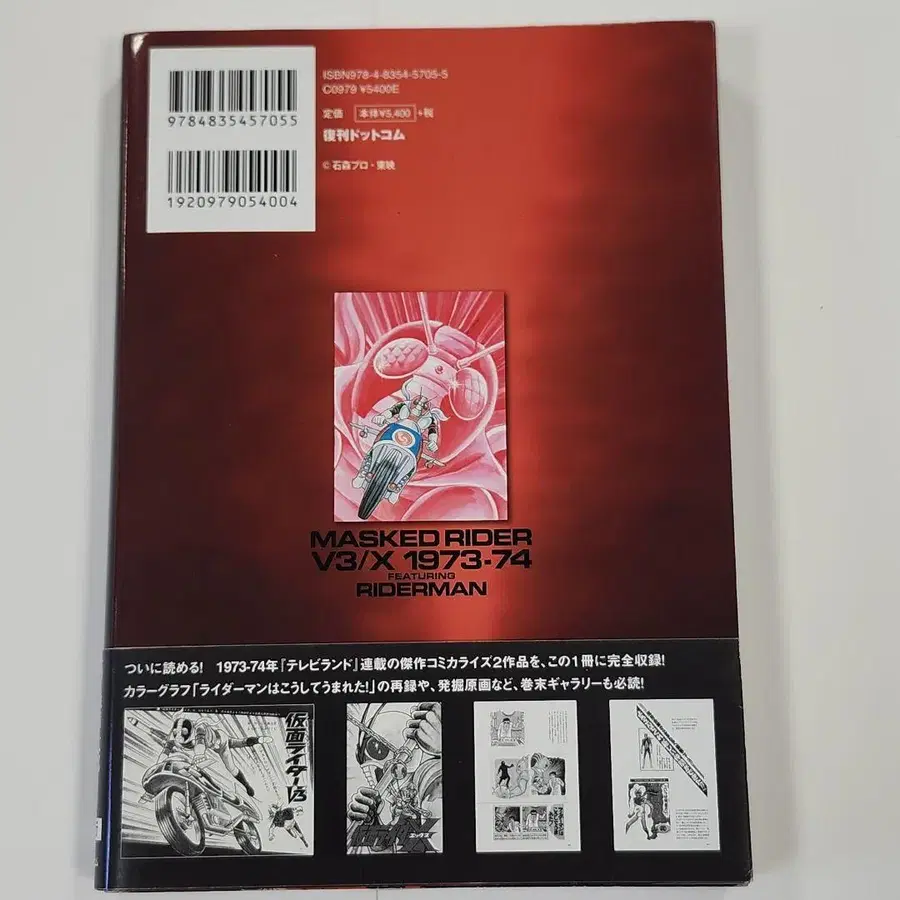 9784835457055
1920979054004
ISBN978-4-8354-5705-5
C0979 ¥5400E
定価 本体¥5,400 +税
復刊ドットコム
© 石森プロ・東映
MASKED RIDER
V3/X 1973-74
FEATURING
RIDERMAN
ついに読める! 1973-74年『テレビランド』連載の傑作コミカライズ2作品を、この1冊に完全収録!
カラーグラフ「ライダーマンはこうしてうまれた!」の再録や、発掘原画など、巻末ギャラリーも必読!
仮面ライダーV3